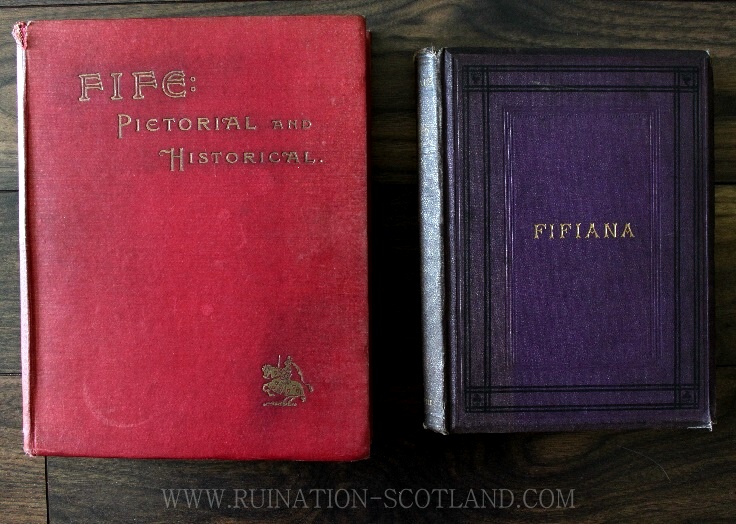 FIFE:
PICTORIAL AND
HISTORICAL.
FIFIANA
WWW.RUINATION-SCOTLAND.COM